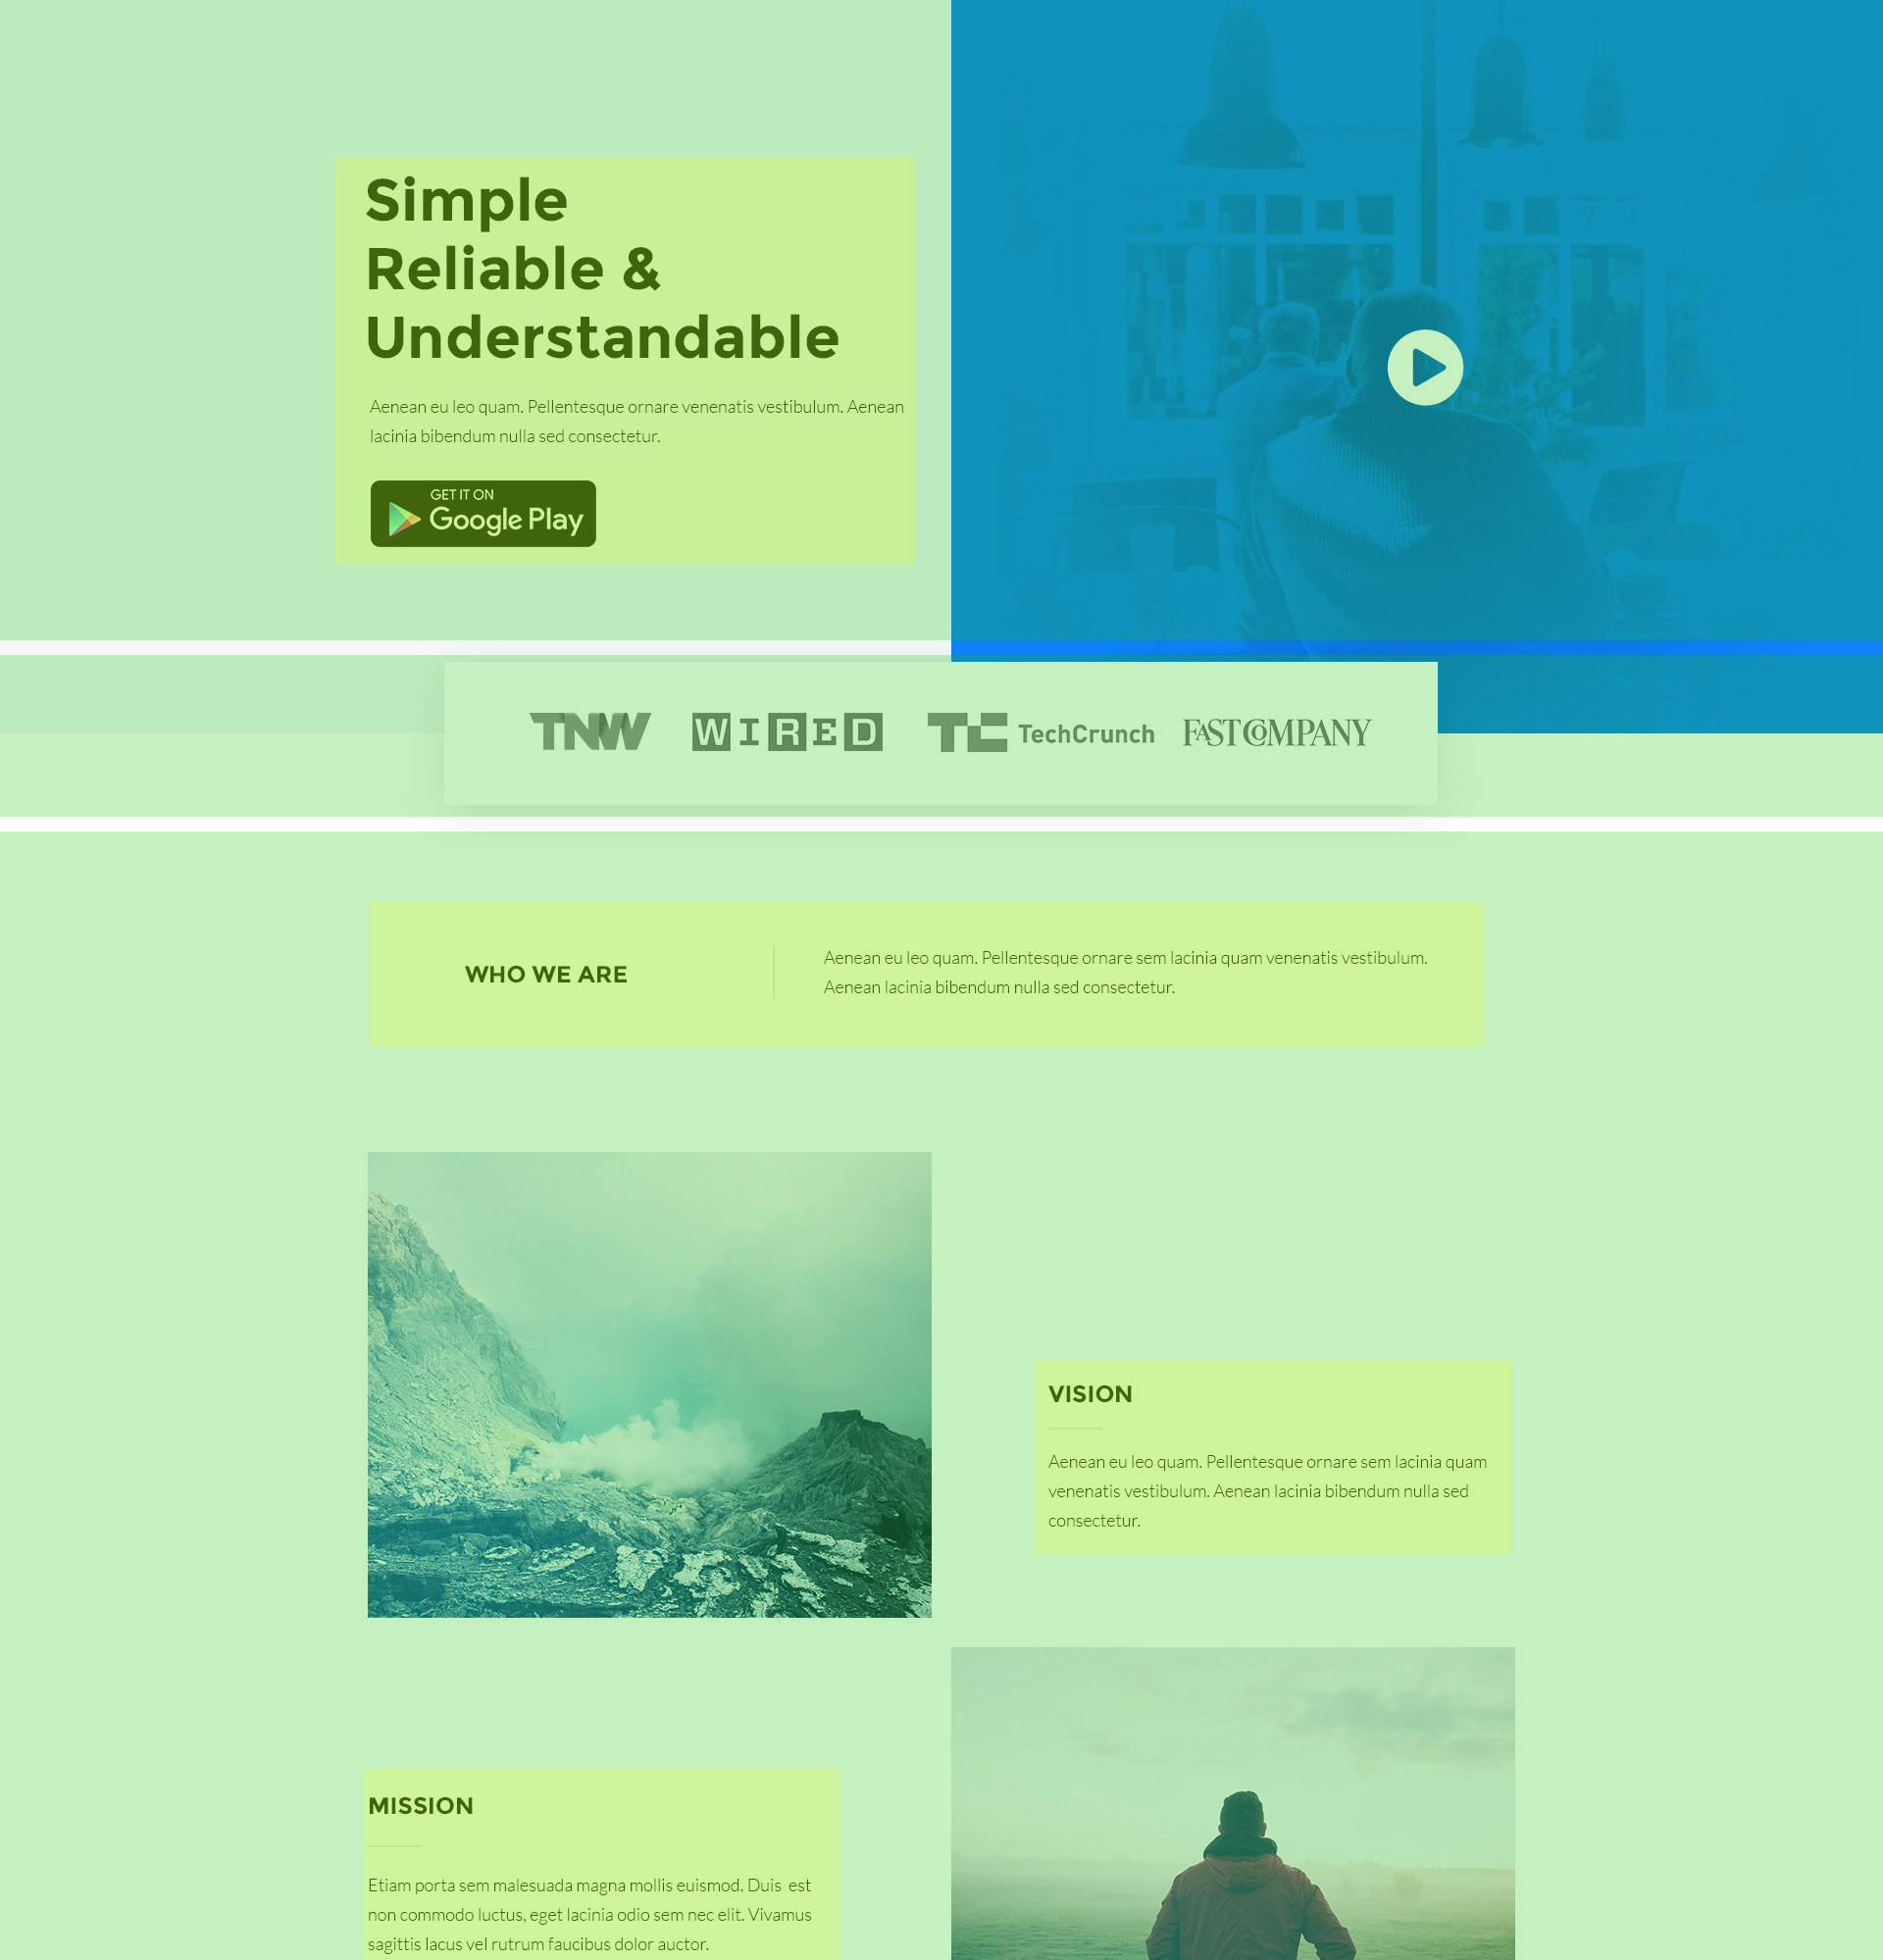 Simple
Reliable &
Understandable
Aenean eu leo quam. Pellentesque ornare venenatis vestibulum. Aenean
lacinia bibendum nulla sed consectetur.
GET IT ON
Google Play
TNW
WIRED
TC TechCrunch
FAST COMPANY
WHO WE ARE
Aenean eu leo quam. Pellentesque ornare sem lacinia quam venenatis vestibulum.
Aenean lacinia bibendum nulla sed consectetur.
VISION
Aenean eu leo quam. Pellentesque ornare sem lacinia quam
venenatis vestibulum. Aenean lacinia bibendum nulla sed
consectetur.
MISSION
Etiam porta sem malesuada magna mollis euismod. Duis est
non commodo luctus, eget lacinia odio sem nec elit. Vivamus
sagittis lacus vel rutrum faucibus dolor auctor.